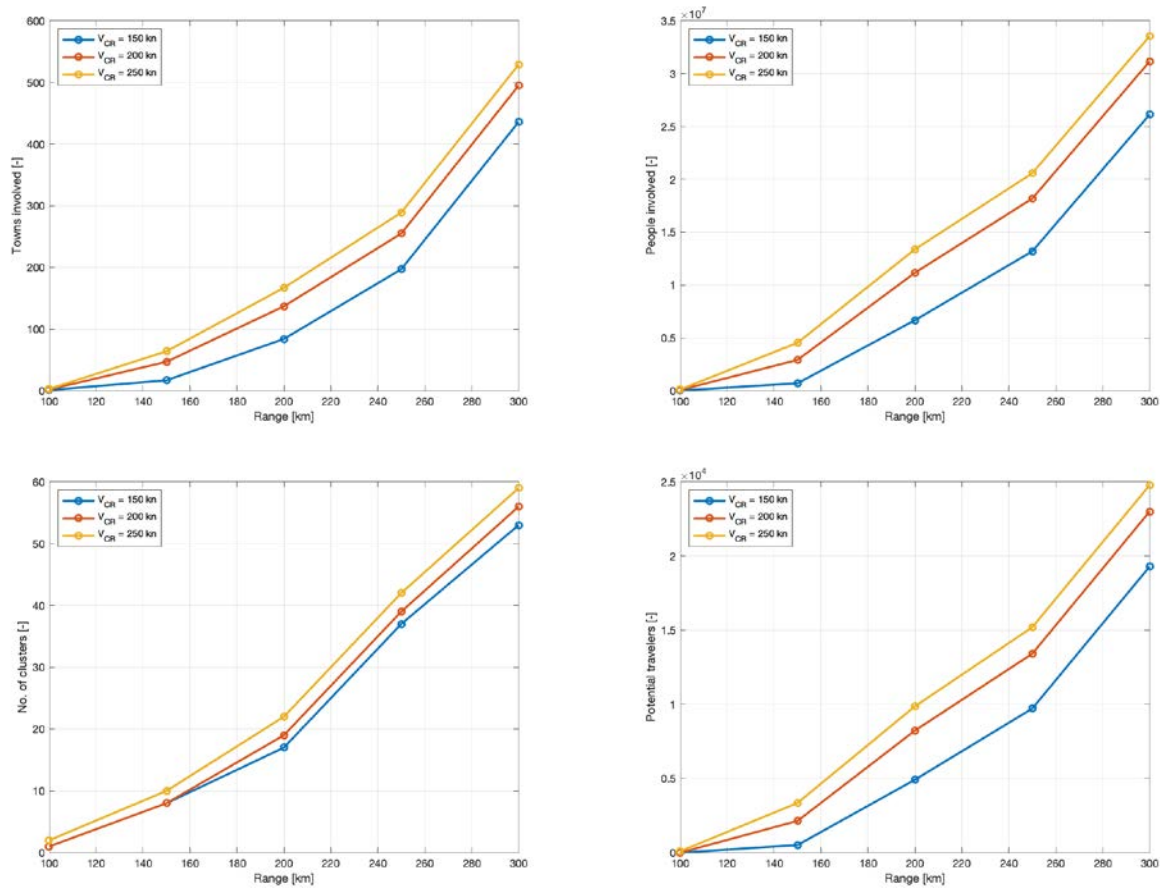 600
500
400
300
200
100
0
Towns involved [-]
V_CR = 150 kn
V_CR = 200 kn
V_CR = 250 kn
100 120 140 160 180 200 220 240 260 280 300
Range [km]
×10^7
3.5
3
2.5
2
1.5
1
0.5
0
People involved [-]
V_CR = 150 kn
V_CR = 200 kn
V_CR = 250 kn
100 120 140 160 180 200 220 240 260 280 300
Range [km]
60
50
40
30
20
10
0
No. of clusters [-]
V_CR = 150 kn
V_CR = 200 kn
V_CR = 250 kn
100 120 140 160 180 200 220 240 260 280 300
Range [km]
×10^4
2.5
2
1.5
1
0.5
0
Potential travelers [-]
V_CR = 150 kn
V_CR = 200 kn
V_CR = 250 kn
100 120 140 160 180 200 220 240 260 280 300
Range [km]